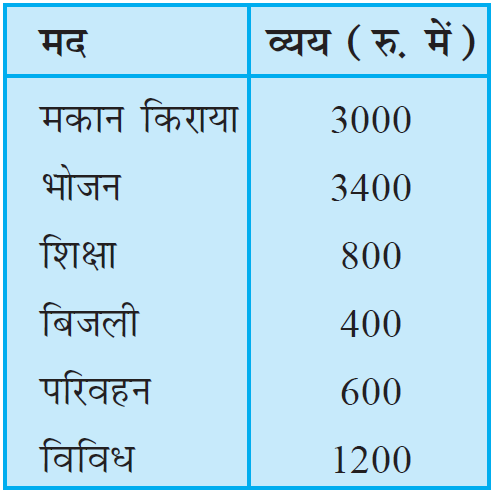 मद व्यय ( रु. में )
मकान किराया 3000
भोजन 3400
शिक्षा 800
बिजली 400
परिवहन 600
विविध 1200